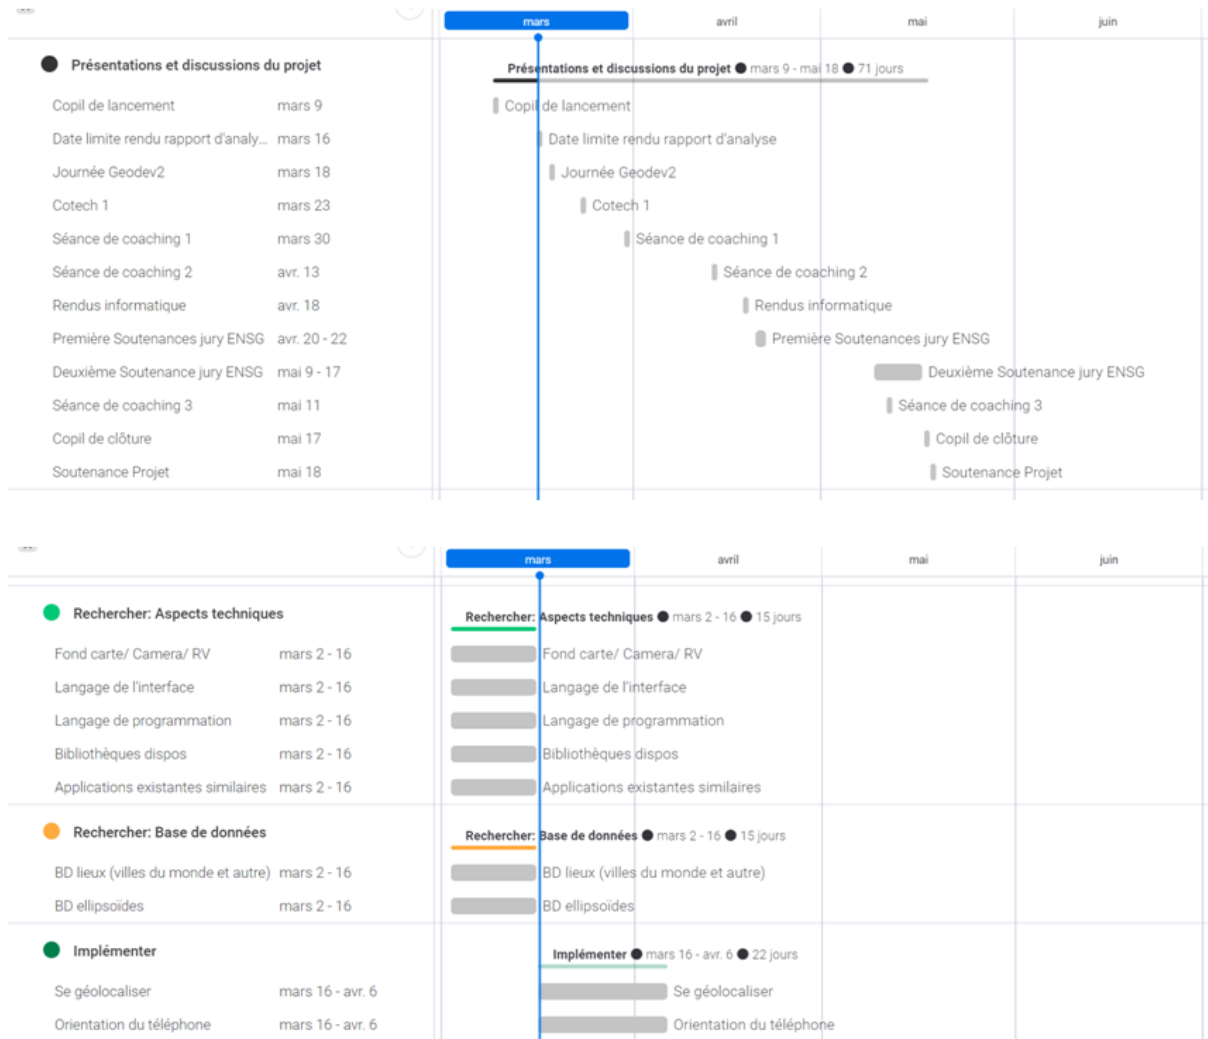 mars avril mai juin
Présentations et discussions du projet Présentations et discussions du projet ● mars 9 - mai 18 ● 71 jours
Copil de lancement mars 9 Copil de lancement
Date limite rendu rapport d'analy... mars 16 Date limite rendu rapport d'analyse
Journée Geodev2 mars 18 Journée Geodev2
Cotech 1 mars 23 Cotech 1
Séance de coaching 1 mars 30 Séance de coaching 1
Séance de coaching 2 avr. 13 Séance de coaching 2
Rendus informatique avr. 18 Rendus informatique
Première Soutenances jury ENSG avr. 20 - 22 Première Soutenances jury ENSG
Deuxième Soutenance jury ENSG mai 9 - 17 Deuxième Soutenance jury ENSG
Séance de coaching 3 mai 11 Séance de coaching 3
Copil de clôture mai 17 Copil de clôture
Soutenance Projet mai 18 Soutenance Projet
mars avril mai juin
Rechercher: Aspects techniques Rechercher: Aspects techniques ● mars 2 - 16 ● 15 jours
Fond carte/ Camera/ RV mars 2 - 16 Fond carte/ Camera/ RV
Langage de l'interface mars 2 - 16 Langage de l'interface
Langage de programmation mars 2 - 16 Langage de programmation
Bibliothèques dispos mars 2 - 16 Bibliothèques dispos
Applications existantes similaires mars 2 - 16 Applications existantes similaires
Rechercher: Base de données Rechercher: Base de données ● mars 2 - 16 ● 15 jours
BD lieux (villes du monde et autre) mars 2 - 16 BD lieux (villes du monde et autre)
BD ellipsoïdes mars 2 - 16 BD ellipsoïdes
Implémenter Implémenter ● mars 16 - avr. 6 ● 22 jours
Se géolocaliser mars 16 - avr. 6 Se géolocaliser
Orientation du téléphone mars 16 - avr. 6 Orientation du téléphone